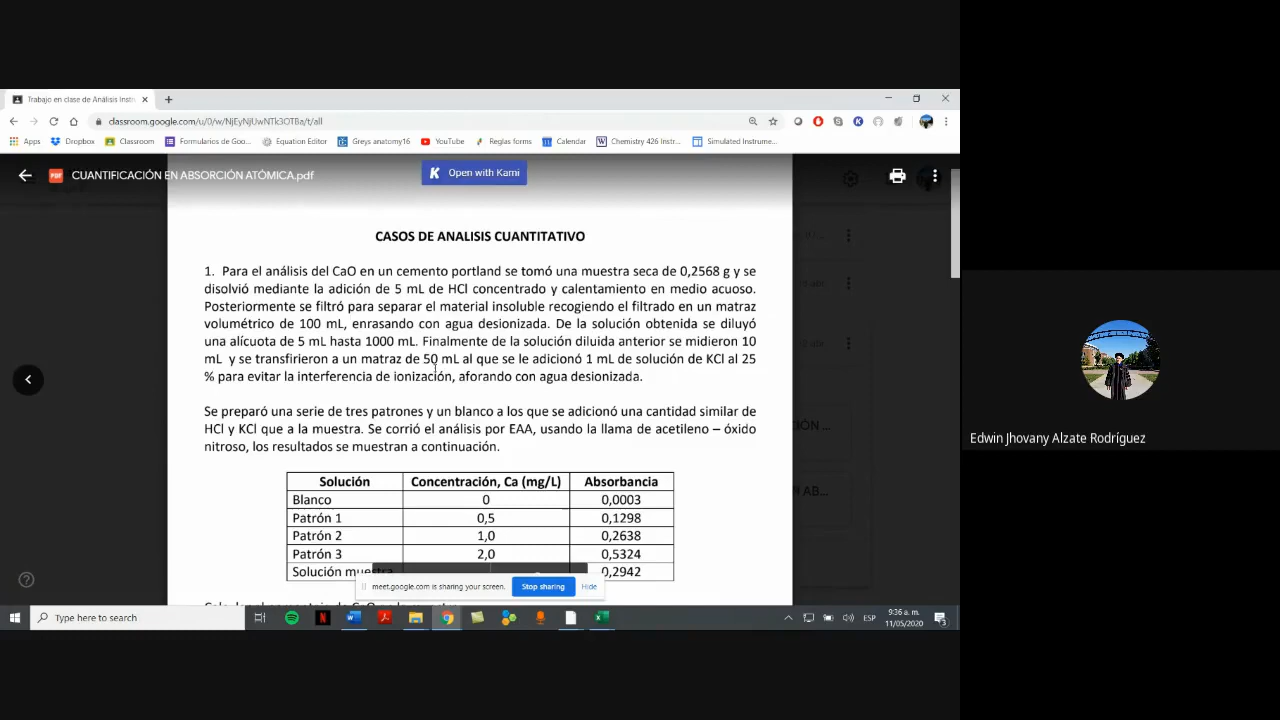 Trabajo en clase de Análisis Instr
classroom.google.com/u/0/w/NjEyNjUwNTk3OTBa/t/all
Apps Dropbox Classroom Formularios de Goo... Equation Editor Greys anatomy16 YouTube Reglas forms Calendar Chemistry 426 Instr... Simulated Instrume...
CUANTIFICACIÓN EN ABSORCIÓN ATÓMICA.pdf
Open with Kami
CASOS DE ANALISIS CUANTITATIVO
1. Para el análisis del CaO en un cemento portland se tomó una muestra seca de 0,2568 g y se
disolvió mediante la adición de 5 mL de HCl concentrado y calentamiento en medio acuoso.
Posteriormente se filtró para separar el material insoluble recogiendo el filtrado en un matraz
volumétrico de 100 mL, enrasando con agua desionizada. De la solución obtenida se diluyó
una alícuota de 5 mL hasta 1000 mL. Finalmente de la solución diluida anterior se midieron 10
mL y se transfirieron a un matraz de 50 mL al que se le adicionó 1 mL de solución de KCl al 25
% para evitar la interferencia de ionización, aforando con agua desionizada.
Se preparó una serie de tres patrones y un blanco a los que se adicionó una cantidad similar de
HCl y KCl que a la muestra. Se corrió el análisis por EAA, usando la llama de acetileno – óxido
nitroso, los resultados se muestran a continuación.
Solución Concentración, Ca (mg/L) Absorbancia
Blanco 0 0,0003
Patrón 1 0,5 0,1298
Patrón 2 1,0 0,2638
Patrón 3 2,0 0,5324
Solución muestra 0,2942
meet.google.com is sharing your screen. Stop sharing Hide
Type here to search
ESP
9:36 a. m.
11/05/2020
Edwin Jhovany Alzate Rodríguez